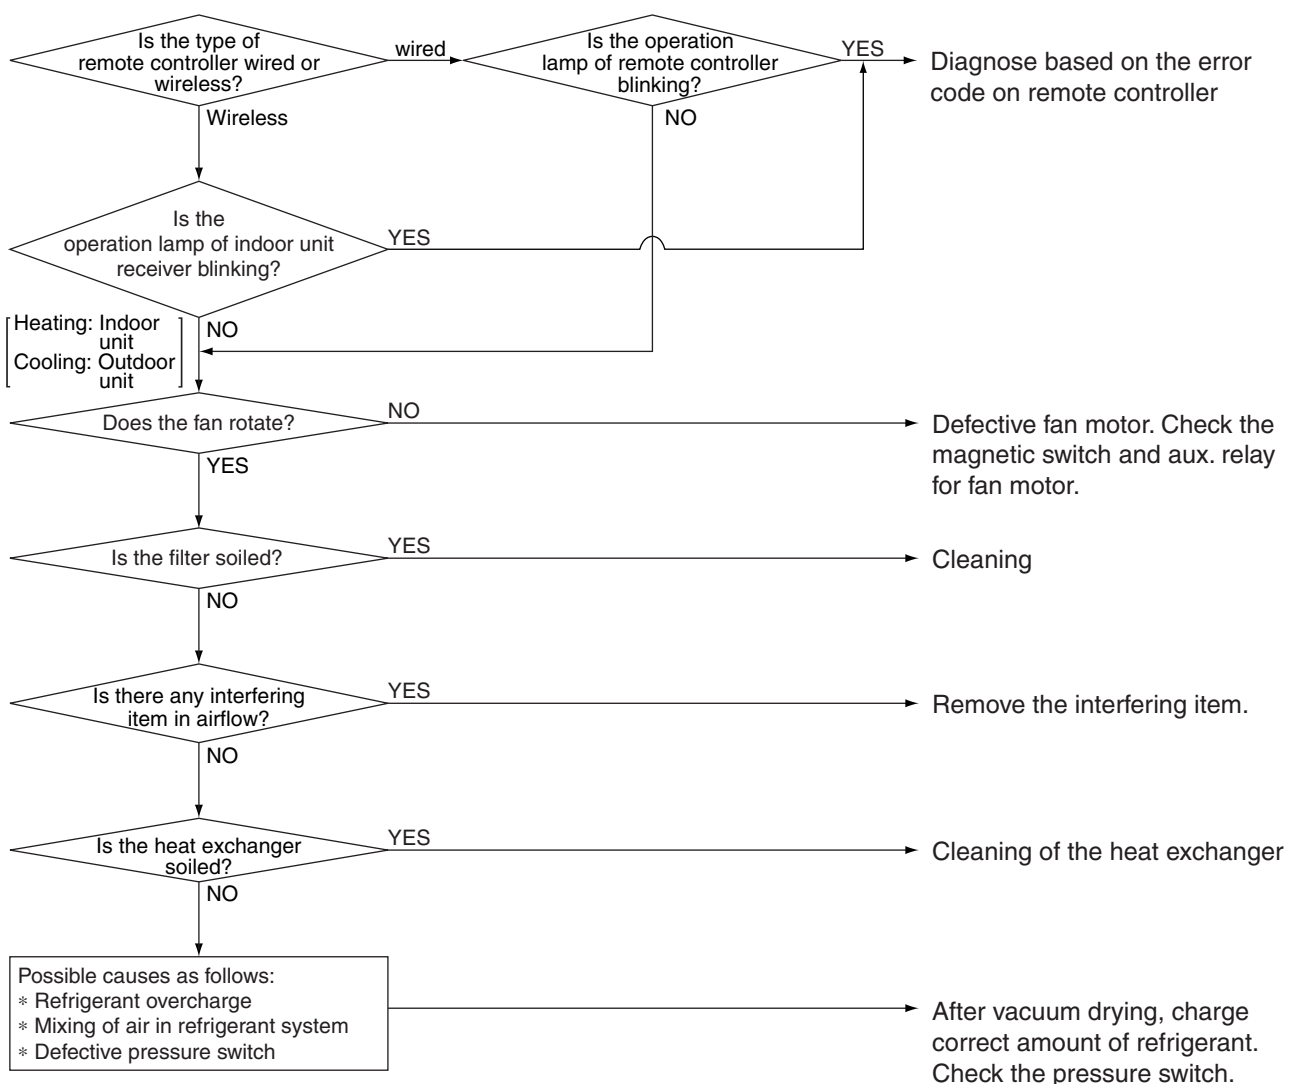 Is the type of
remote controller wired or
wireless?
wired
Is the operation
lamp of remote controller
blinking?
YES
Diagnose based on the error
code on remote controller
Wireless
NO
Is the
operation lamp of indoor unit
receiver blinking?
YES
Heating: Indoor
unit
Cooling: Outdoor
unit
NO
Does the fan rotate?
NO
Defective fan motor. Check the
magnetic switch and aux. relay
for fan motor.
YES
Is the filter soiled?
YES
Cleaning
NO
Is there any interfering
item in airflow?
YES
Remove the interfering item.
NO
Is the heat exchanger
soiled?
YES
Cleaning of the heat exchanger
NO
Possible causes as follows:
* Refrigerant overcharge
* Mixing of air in refrigerant system
* Defective pressure switch
After vacuum drying, charge
correct amount of refrigerant.
Check the pressure switch.